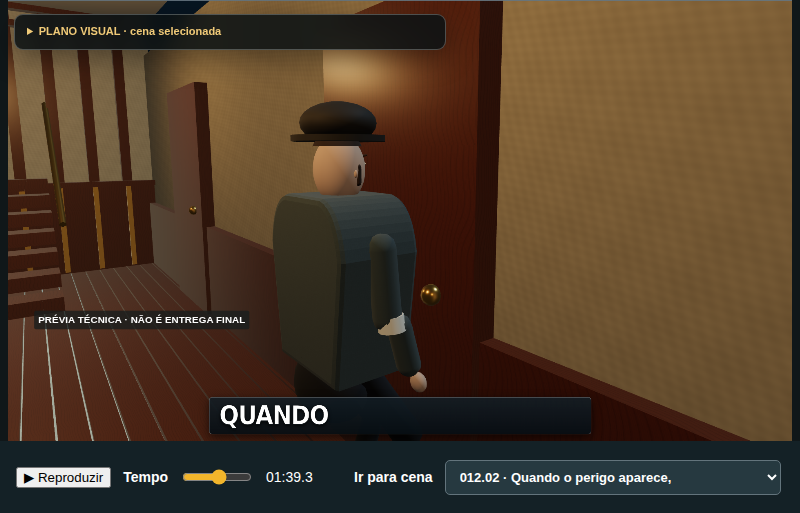 ▶ PLANO VISUAL · cena selecionada
PRÉVIA TÉCNICA · NÃO É ENTREGA FINAL
QUANDO
▶ Reproduzir Tempo 01:39.3 Ir para cena 012.02 · Quando o perigo aparece,